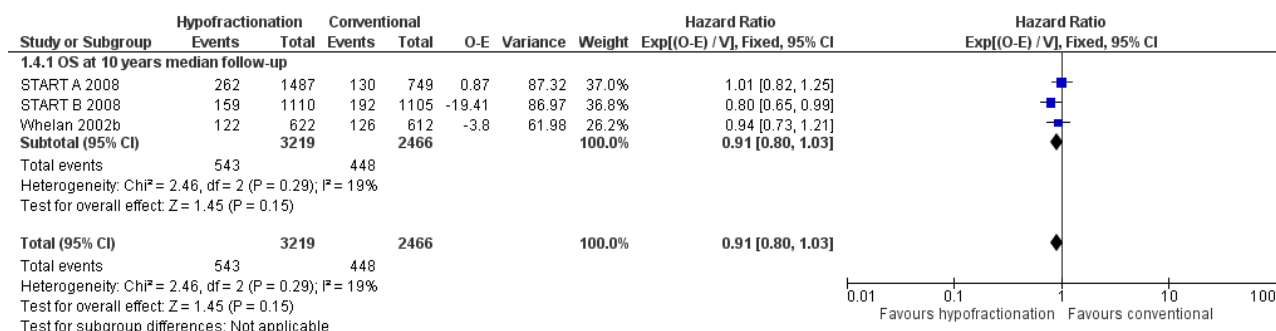 Hypofractionation Conventional Hazard Ratio Hazard Ratio
Study or Subgroup Events Total Events Total O-E Variance Weight Exp[(O-E) / V], Fixed, 95% CI Exp[(O-E) / V], Fixed, 95% CI
1.4.1 OS at 10 years median follow-up
START A 2008 262 1487 130 749 0.87 87.32 37.0% 1.01 [0.82, 1.25]
START B 2008 159 1110 192 1105 -19.41 86.97 36.8% 0.80 [0.65, 0.99]
Whelan 2002b 122 622 126 612 -3.8 61.98 26.2% 0.94 [0.73, 1.21]
Subtotal (95% CI) 3219 2466 100.0% 0.91 [0.80, 1.03]
Total events 543 448
Heterogeneity: Chi² = 2.46, df = 2 (P = 0.29); I² = 19%
Test for overall effect: Z = 1.45 (P = 0.15)
Total (95% CI) 3219 2466 100.0% 0.91 [0.80, 1.03]
Total events 543 448
Heterogeneity: Chi² = 2.46, df = 2 (P = 0.29); I² = 19%
Test for overall effect: Z = 1.45 (P = 0.15)
Test for subgroup differences: Not applicable
0.01 0.1 1 10 100
Favours hypofractionation Favours conventional